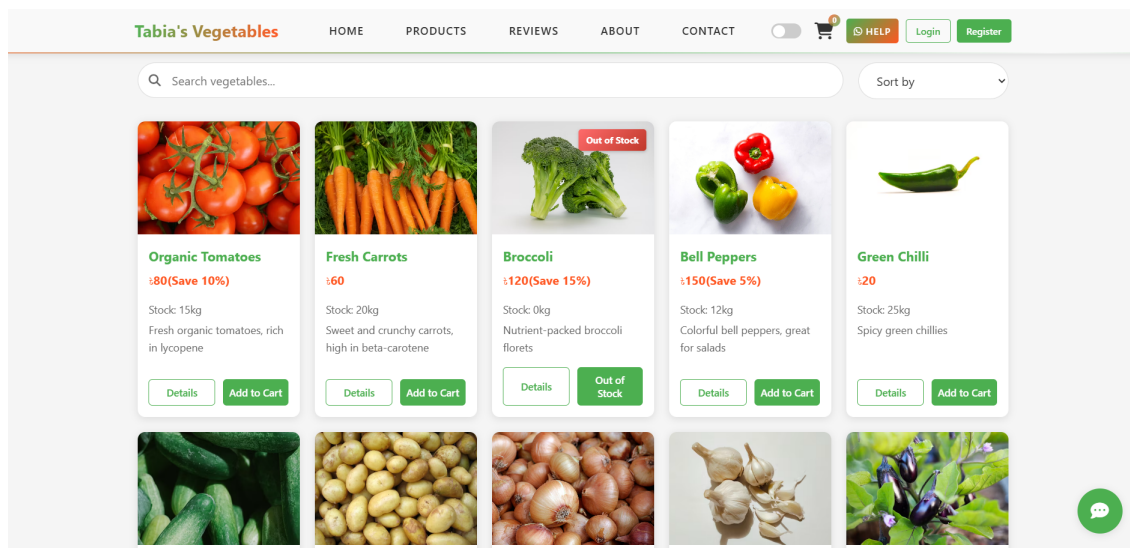 Tabia's Vegetables
HOME
PRODUCTS
REVIEWS
ABOUT
CONTACT
0
HELP
Login
Register
Search vegetables...
Sort by
Out of Stock
Organic Tomatoes
৳80(Save 10%)
Stock: 15kg
Fresh organic tomatoes, rich
in lycopene
Details
Add to Cart
Fresh Carrots
৳60
Stock: 20kg
Sweet and crunchy carrots,
high in beta-carotene
Details
Add to Cart
Broccoli
৳120(Save 15%)
Stock: 0kg
Nutrient-packed broccoli
florets
Details
Out of
Stock
Bell Peppers
৳150(Save 5%)
Stock: 12kg
Colorful bell peppers, great
for salads
Details
Add to Cart
Green Chilli
৳20
Stock: 25kg
Spicy green chillies
Details
Add to Cart